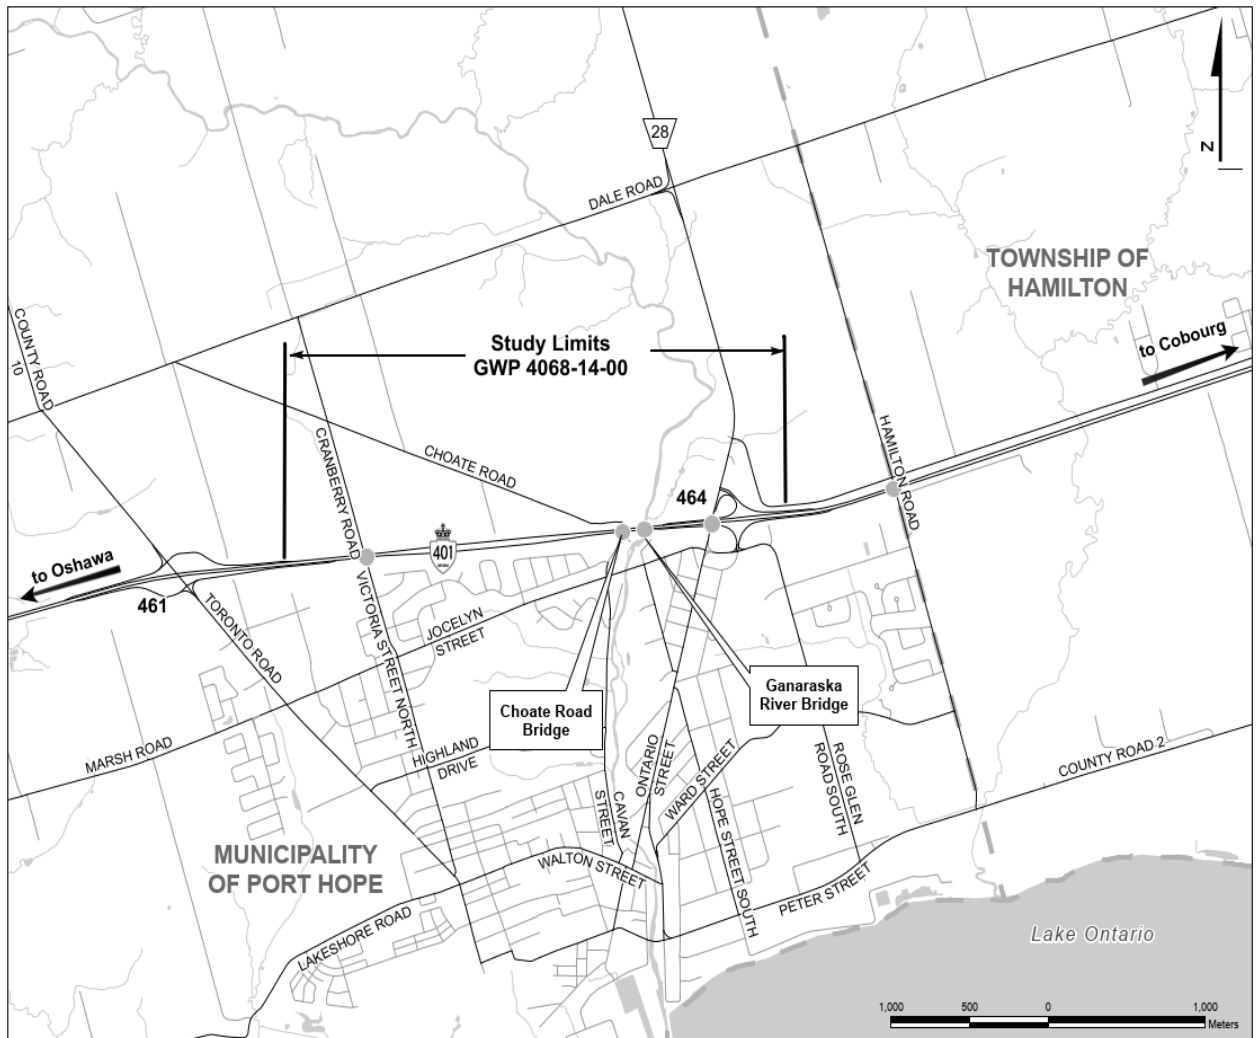 28
N
DALE ROAD
TOWNSHIP OF
HAMILTON
COUNTY ROAD
10
Study Limits
GWP 4068-14-00
to Cobourg
CRANBERRY ROAD
CHOATE ROAD
HAMILTON ROAD
464
401
to Oshawa
461
TORONTO ROAD
VICTORIA STREET NORTH
JOCELYN
STREET
Choate Road
Bridge
Ganaraska
River Bridge
MARSH ROAD
HIGHLAND
DRIVE
ONTARIO
STREET
WARD STREET
ROSE GLEN
ROAD SOUTH
COUNTY ROAD 2
CAVAN
STREET
HOPE STREET SOUTH
MUNICIPALITY
OF PORT HOPE
WALTON STREET
PETER STREET
LAKESHORE ROAD
Lake Ontario
1,000
500
0
1,000
Meters